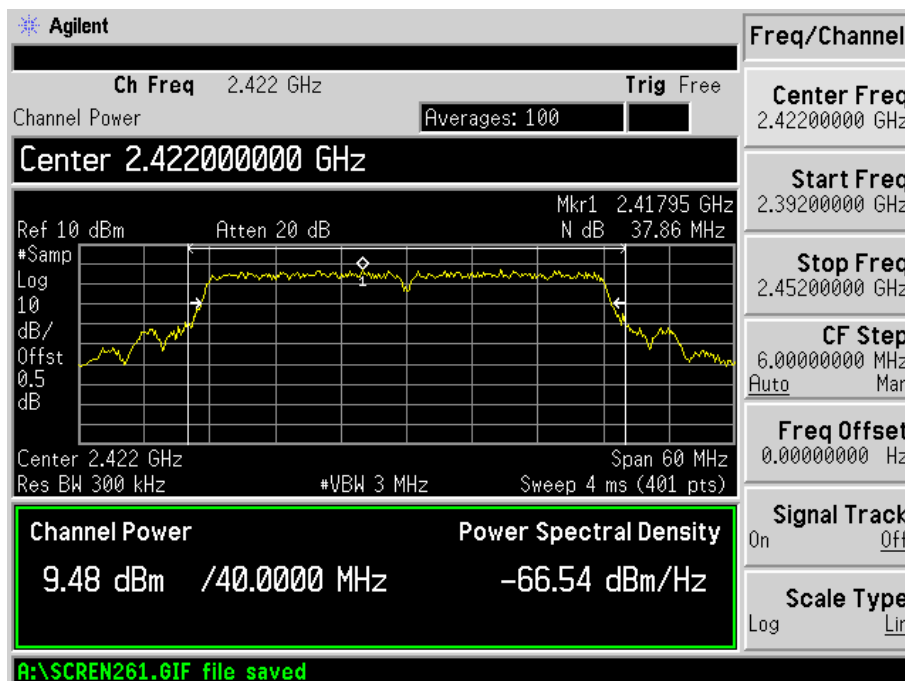 Agilent
Freq/Channel
Ch Freq 2.422 GHz Trig Free
Channel Power Averages: 100
Center 2.422000000 GHz
Mkr1 2.41795 GHz
Ref 10 dBm Atten 20 dB N dB 37.86 MHz
#Samp
Log
10
dB/
Offst
0.5
dB
1
Center 2.422 GHz Span 60 MHz
Res BW 300 kHz #VBW 3 MHz Sweep 4 ms (401 pts)
Channel Power Power Spectral Density
9.48 dBm /40.0000 MHz -66.54 dBm/Hz
A:\SCREN261.GIF file saved
Center Freq
2.42200000 GHz
Start Freq
2.39200000 GHz
Stop Freq
2.45200000 GHz
CF Step
6.00000000 MHz
Auto Man
Freq Offset
0.00000000 Hz
Signal Track
On Off
Scale Type
Log Lin